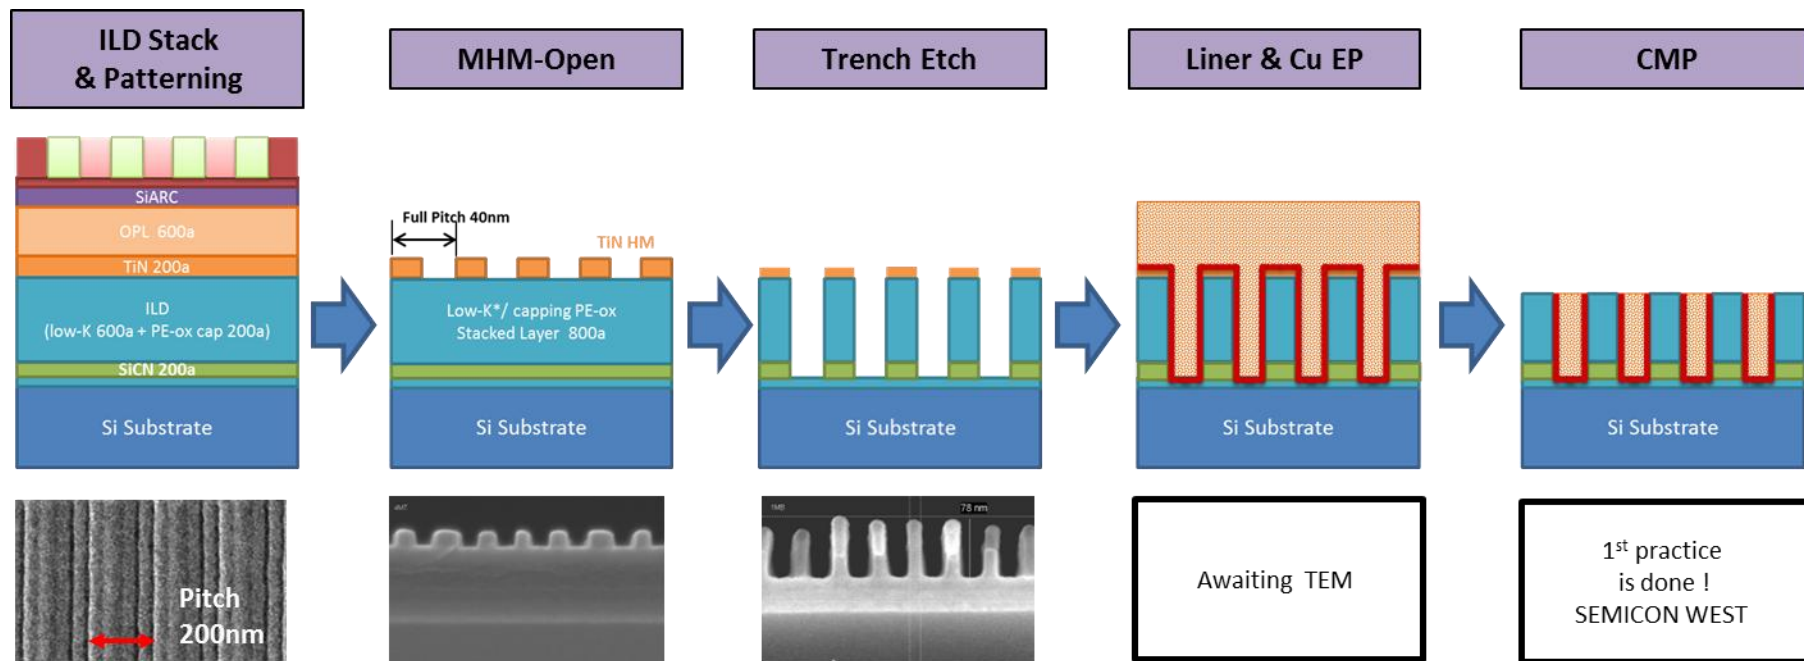 ILD Stack
& Patterning
MHM-Open
Trench Etch
Liner & Cu EP
CMP
SiARC
OPL 600a
TiN 200a
ILD
(low-K 600a + PE-ox cap 200a)
SiCN 200a
Si Substrate
Full Pitch 40nm
TiN HM
Low-K*/ capping PE-ox
Stacked Layer 800a
Si Substrate
Si Substrate
Si Substrate
Si Substrate
Pitch
200nm
78 nm
Awaiting TEM
1st practice
is done !
SEMICON WEST